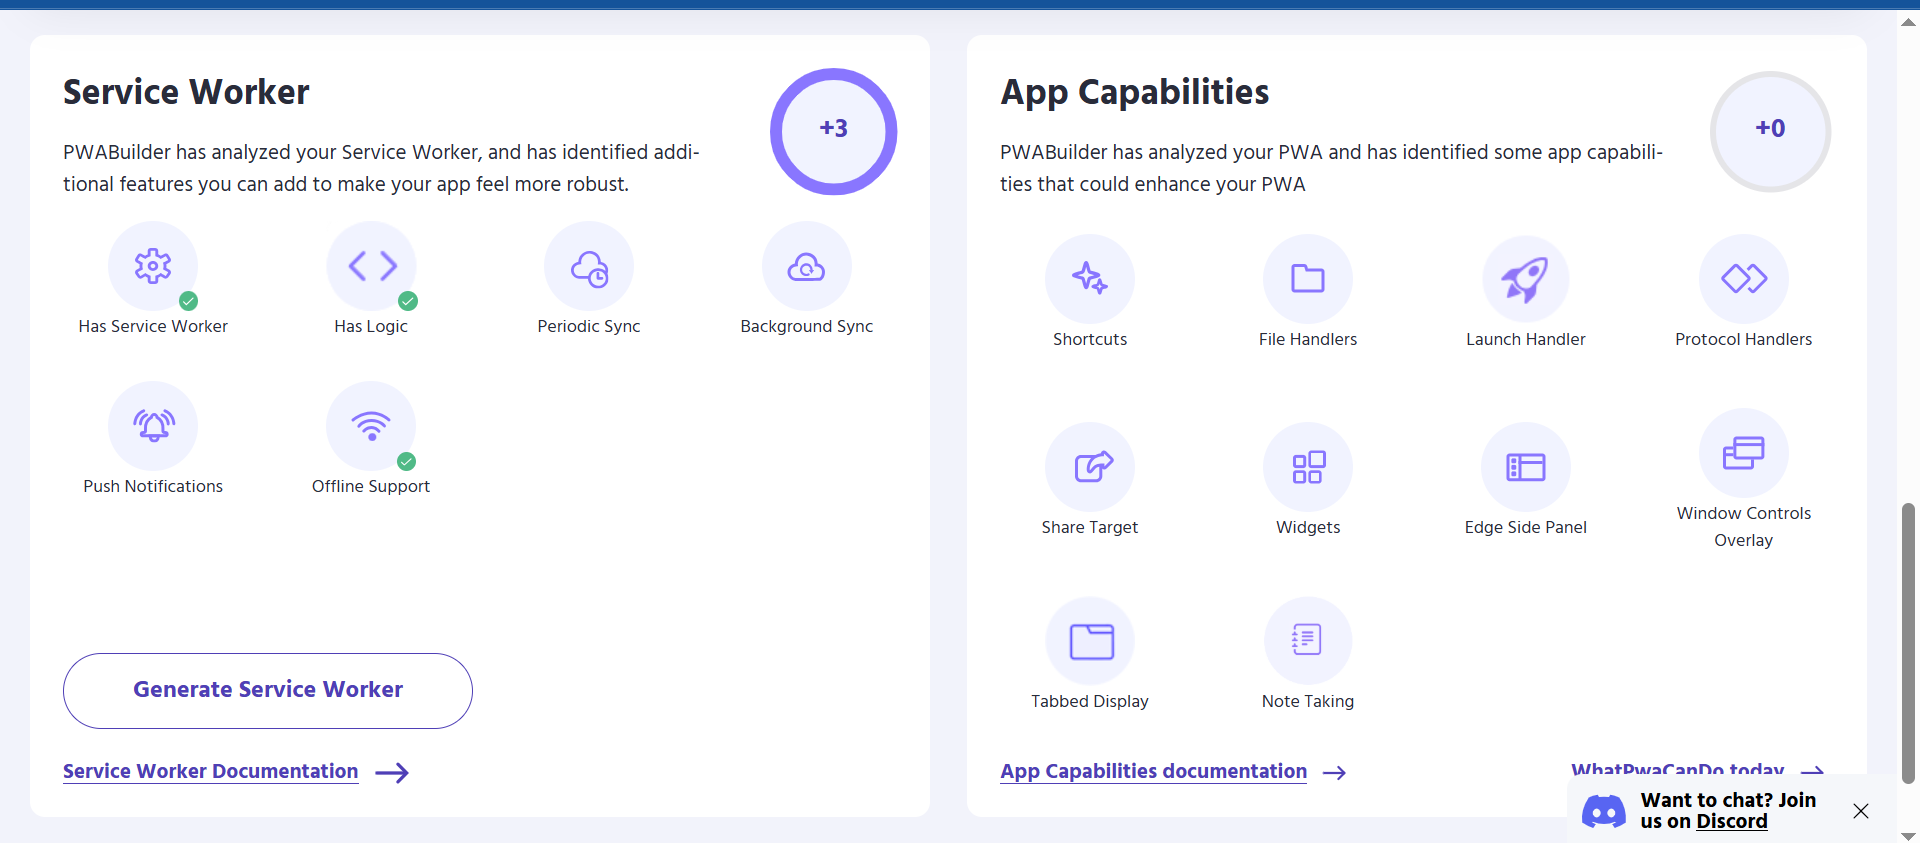 Service Worker
+3
PWABuilder has analyzed your Service Worker, and has identified addi-
tional features you can add to make your app feel more robust.
Has Service Worker
Has Logic
Periodic Sync
Background Sync
Push Notifications
Offline Support
Generate Service Worker
Service Worker Documentation
App Capabilities
+0
PWABuilder has analyzed your PWA and has identified some app capabili-
ties that could enhance your PWA
Shortcuts
File Handlers
Launch Handler
Protocol Handlers
Share Target
Widgets
Edge Side Panel
Window Controls
Overlay
Tabbed Display
Note Taking
App Capabilities documentation
WhatPwaCanDo.today
Want to chat? Join
us on Discord